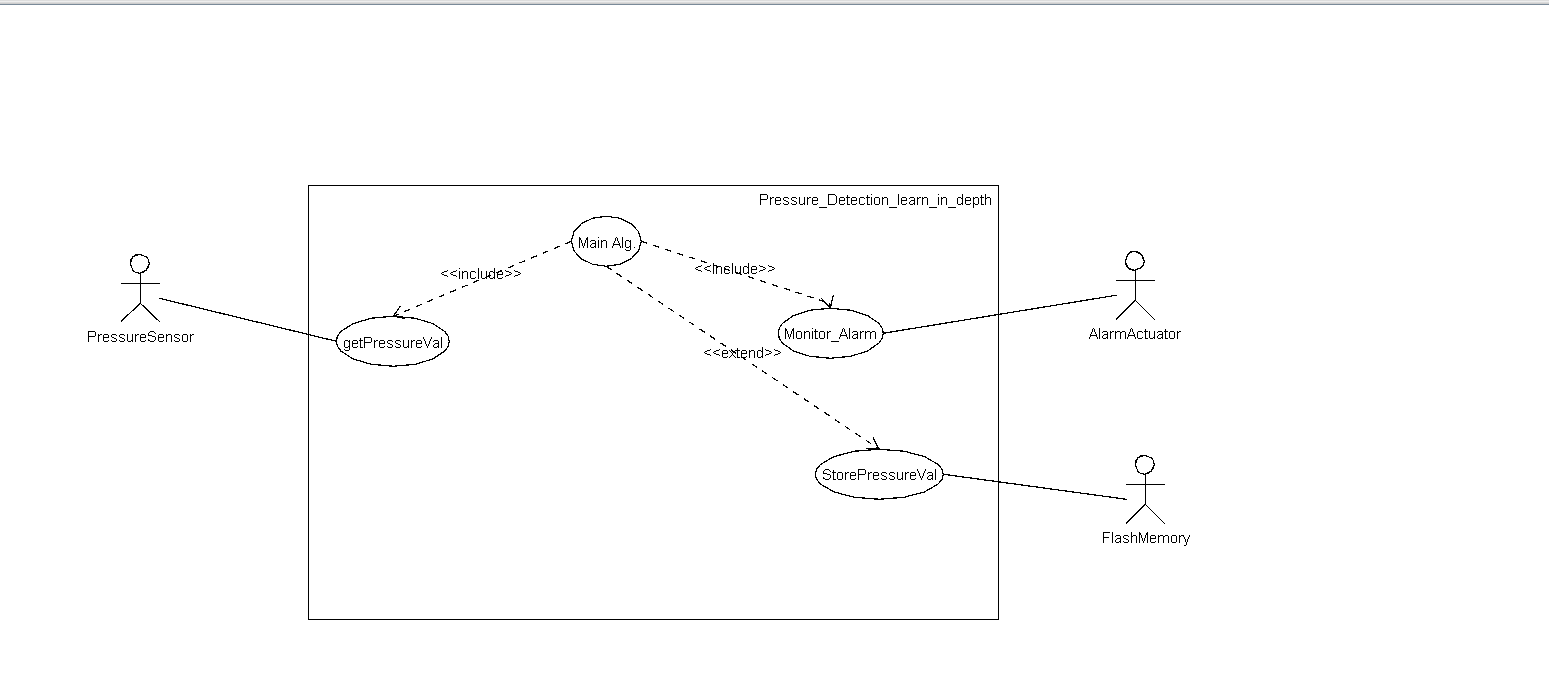 Pressure_Detection_learn_in_depth
Main Alg.
<<include>>
<<include>>
PressureSensor
getPressureVal
Monitor_Alarm
AlarmActuator
<<extend>>
StorePressureVal
FlashMemory